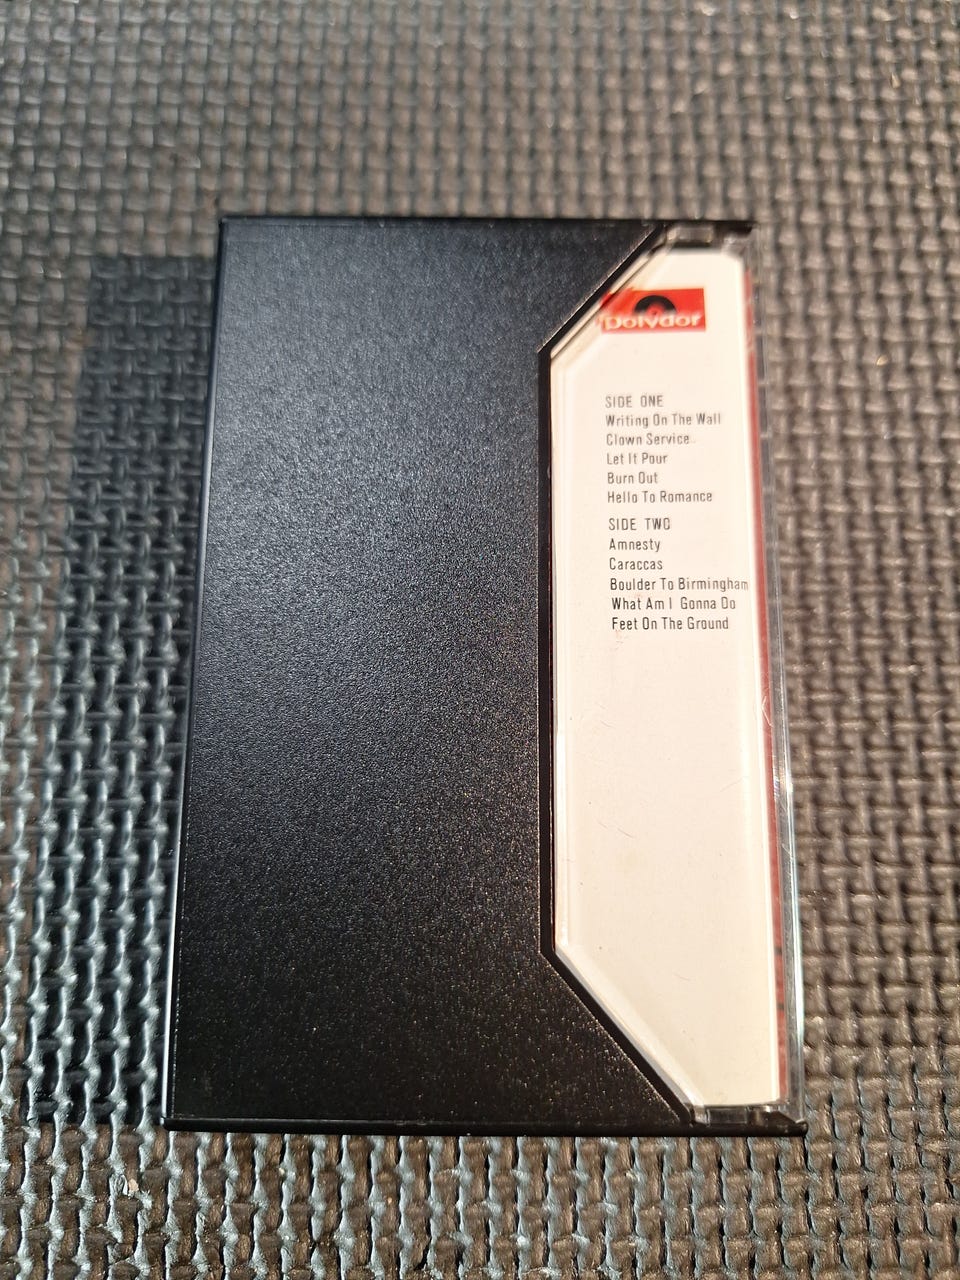 polydor
SIDE ONE
Writing On The Wall
Clown Service
Let It Pour
Burn Out
Hello To Romance
SIDE TWO
Amnesty
Caraccas
Boulder To Birmingham
What Am I Gonna Do
Feet On The Ground